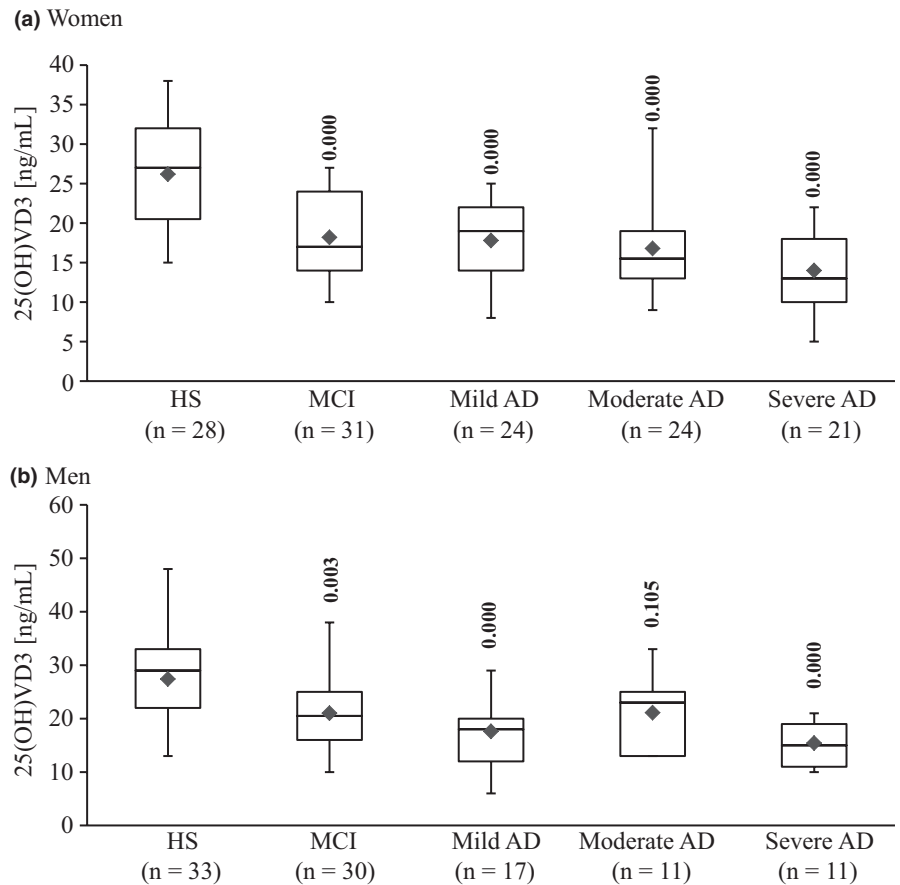 (a) Women
25(OH)VD3 [ng/mL]
40
35
30
25
20
15
10
5
0
0.000
0.000
0.000
0.000
HS
(n = 28)
MCI
(n = 31)
Mild AD
(n = 24)
Moderate AD
(n = 24)
Severe AD
(n = 21)
(b) Men
25(OH)VD3 [ng/mL]
60
50
40
30
20
10
0
0.003
0.000
0.105
0.000
HS
(n = 33)
MCI
(n = 30)
Mild AD
(n = 17)
Moderate AD
(n = 11)
Severe AD
(n = 11)